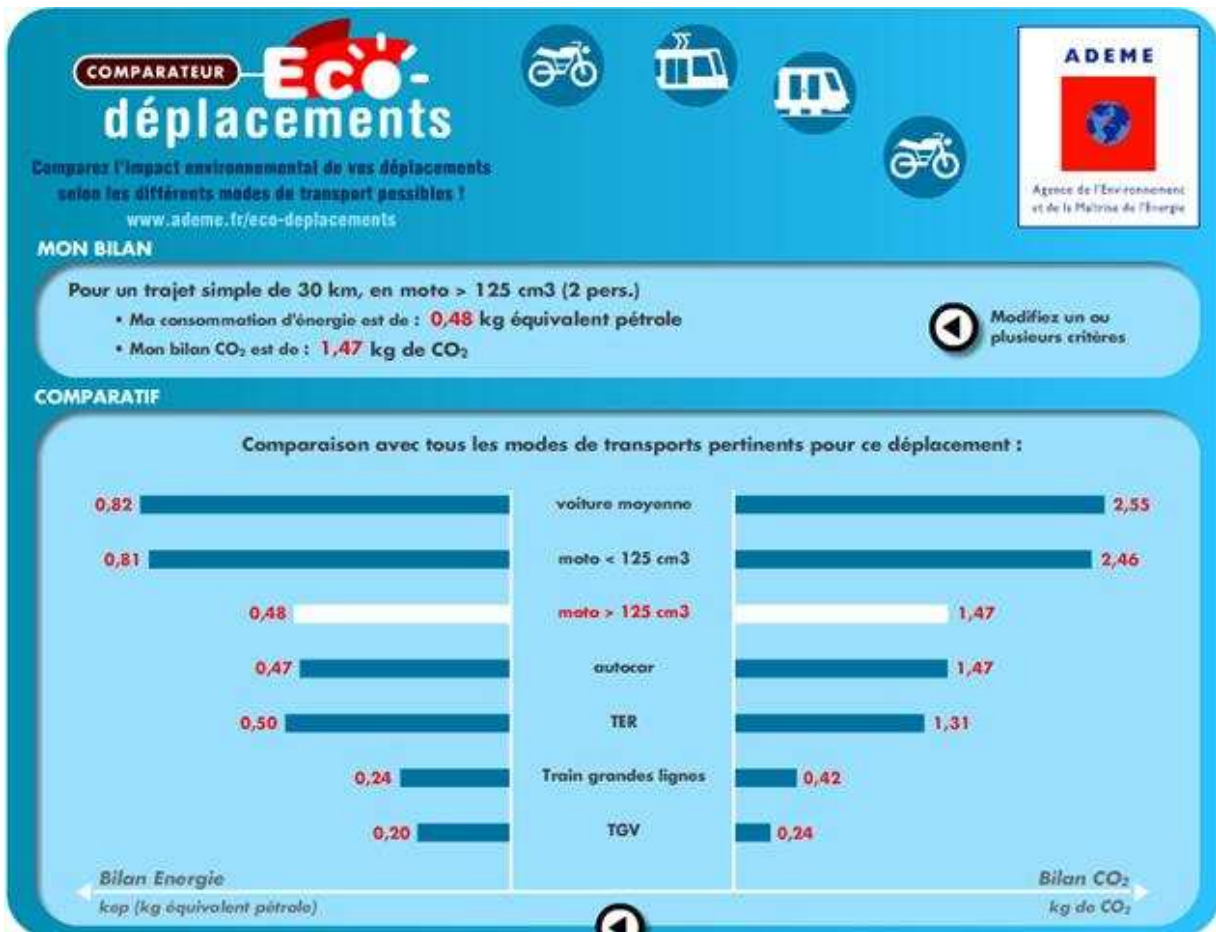 COMPARATEUR
Eco-
déplacements
Comparez l'impact environnemental de vos déplacements
selon les différents modes de transport possibles !
www.ademe.fr/eco-deplacements
ADEME
Agence de l'Environnement
et de la Maîtrise de l'Energie
MON BILAN
Pour un trajet simple de 30 km, en moto > 125 cm3 (2 pers.)
• Ma consommation d'énergie est de : 0,48 kg équivalent pétrole
• Mon bilan CO₂ est de : 1,47 kg de CO₂
Modifiez un ou
plusieurs critères
COMPARATIF
Comparaison avec tous les modes de transports pertinents pour ce déplacement :
0,82 voiture moyenne 2,55
0,81 moto < 125 cm3 2,46
0,48 moto > 125 cm3 1,47
0,47 autocar 1,47
0,50 TER 1,31
0,24 Train grandes lignes 0,42
0,20 TGV 0,24
Bilan Energie Bilan CO₂
kep (kg équivalent pétrole) kg de CO₂